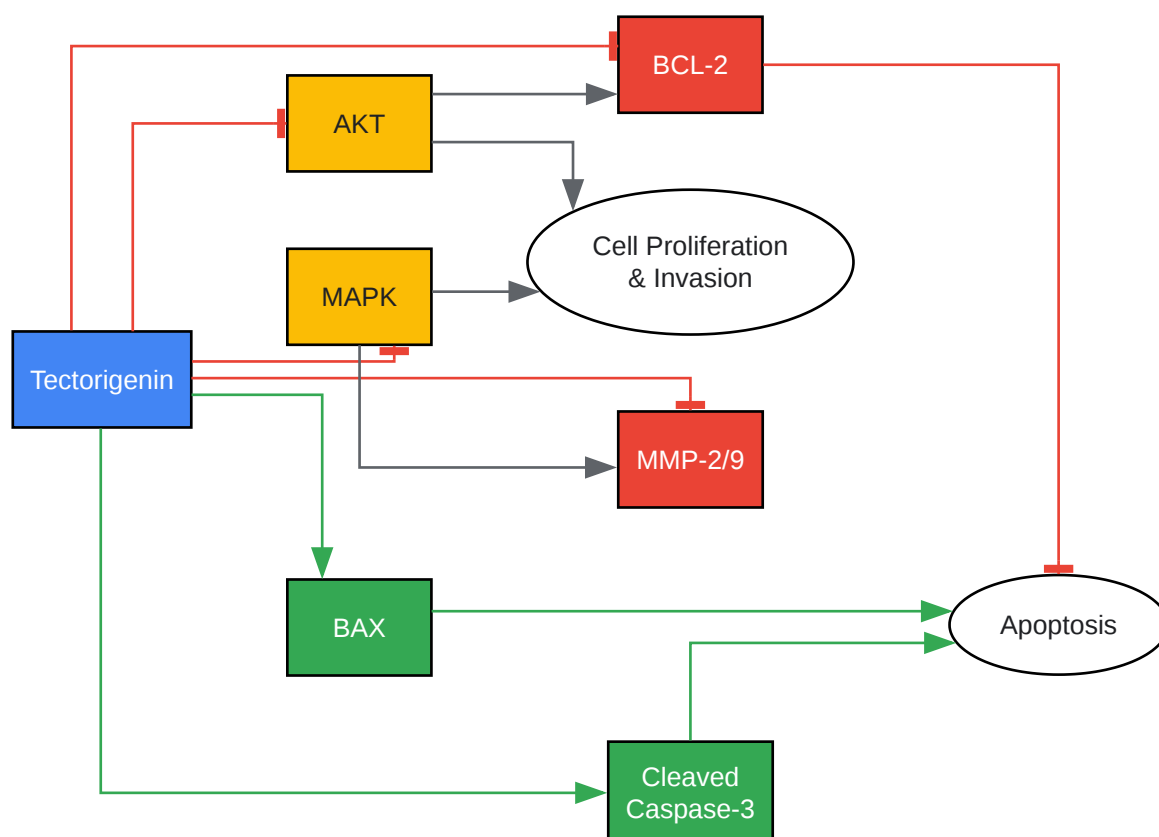 BCL-2
AKT
Cell Proliferation
& Invasion
MAPK
Tectorigenin
MMP-2/9
BAX
Apoptosis
Cleaved
Caspase-3